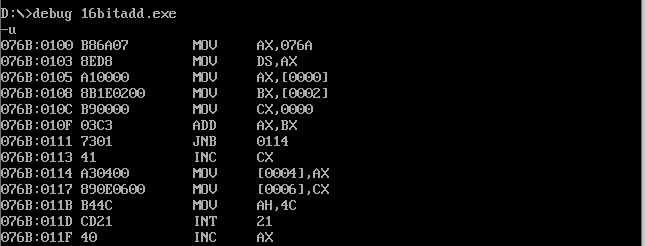 D:\>debug 16bitadd.exe
-u
076B:0100 B86A07 MOV AX,076A
076B:0103 8ED8 MOV DS,AX
076B:0105 A10000 MOV AX,[0000]
076B:0108 8B1E0200 MOV BX,[0002]
076B:010C B90000 MOV CX,0000
076B:010F 03C3 ADD AX,BX
076B:0111 7301 JNB 0114
076B:0113 41 INC CX
076B:0114 A30400 MOV [0004],AX
076B:0117 890E0600 MOV [0006],CX
076B:011B B44C MOV AH,4C
076B:011D CD21 INT 21
076B:011F 40 INC AX